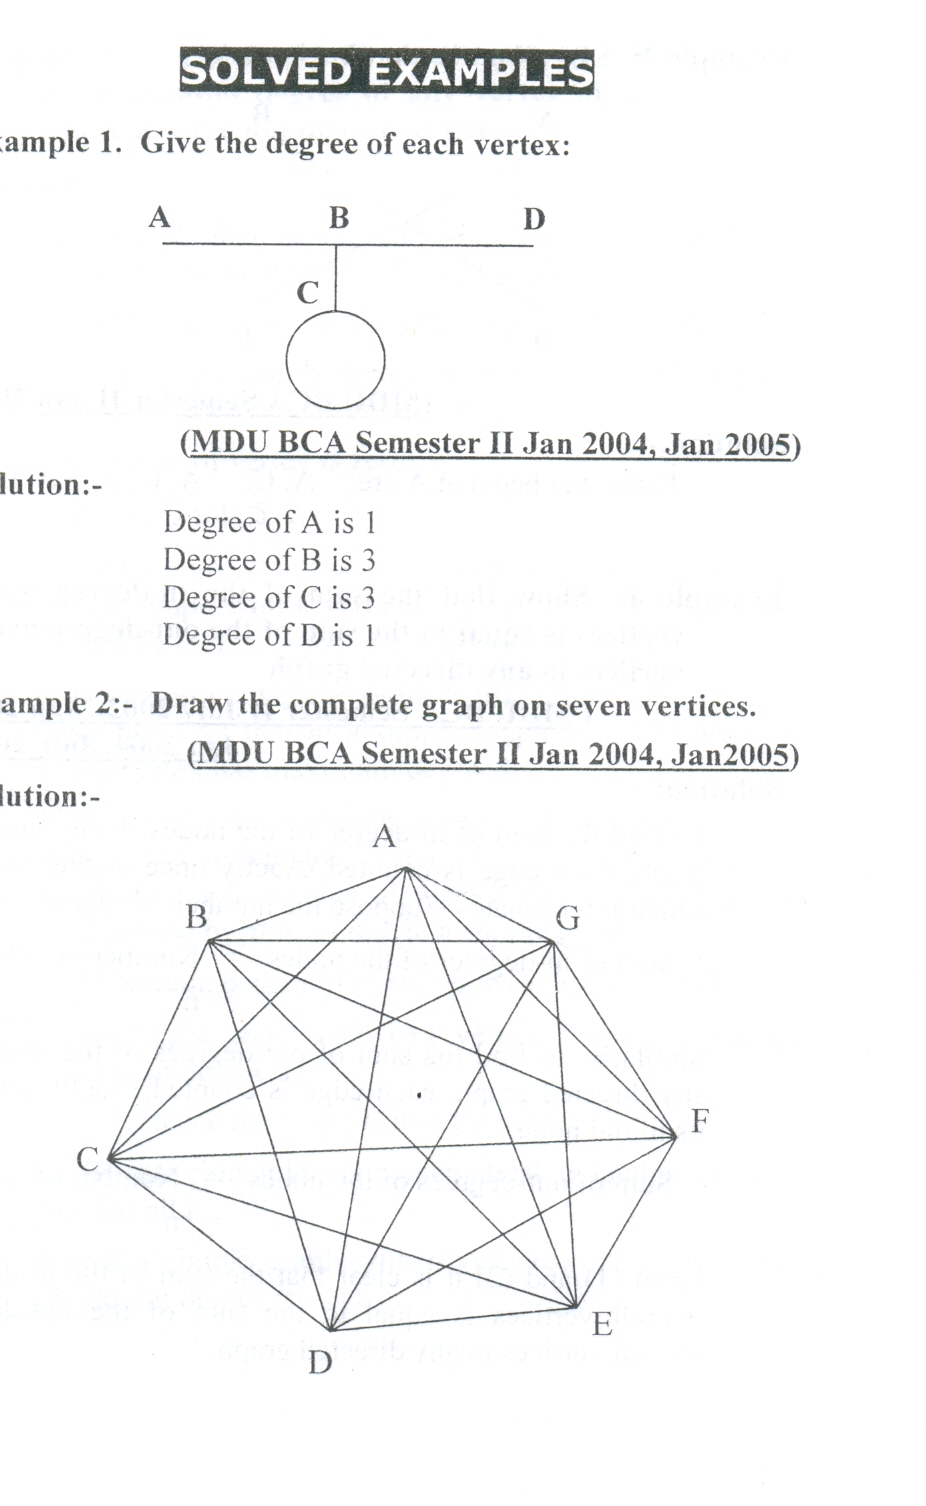 SOLVED EXAMPLES
xample 1. Give the degree of each vertex:
A B D
C
(MDU BCA Semester II Jan 2004, Jan 2005)
lution:-
Degree of A is 1
Degree of B is 3
Degree of C is 3
Degree of D is 1
ample 2:- Draw the complete graph on seven vertices.
(MDU BCA Semester II Jan 2004, Jan2005)
lution:-
A
B G
F
C
E
D